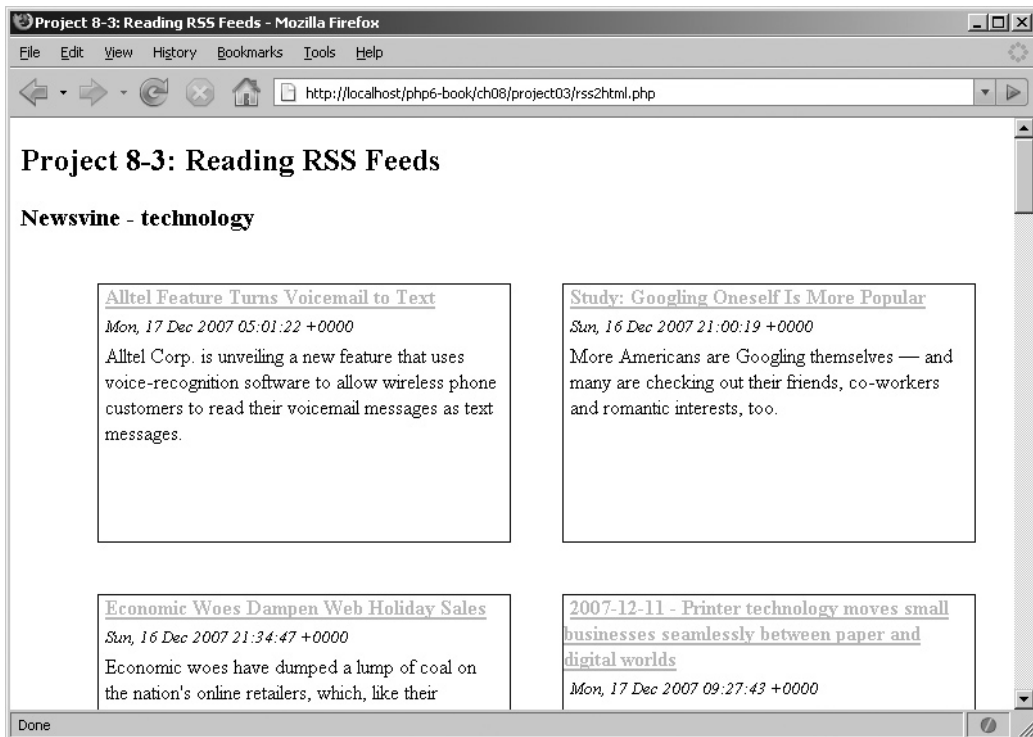 Project 8-3: Reading RSS Feeds - Mozilla Firefox
File Edit View History Bookmarks Tools Help
http://localhost/php6-book/ch08/project03/rss2html.php
Project 8-3: Reading RSS Feeds
Newsvine - technology
Alltel Feature Turns Voicemail to Text
Mon, 17 Dec 2007 05:01:22 +0000
Alltel Corp. is unveiling a new feature that uses
voice-recognition software to allow wireless phone
customers to read their voicemail messages as text
messages.
Study: Googling Oneself Is More Popular
Sun, 16 Dec 2007 21:00:19 +0000
More Americans are Googling themselves — and
many are checking out their friends, co-workers
and romantic interests, too.
Economic Woes Dampen Web Holiday Sales
Sun, 16 Dec 2007 21:34:47 +0000
Economic woes have dumped a lump of coal on
the nation's online retailers, which, like their
2007-12-11 - Printer technology moves small
businesses seamlessly between paper and
digital worlds
Mon, 17 Dec 2007 09:27:43 +0000
Done